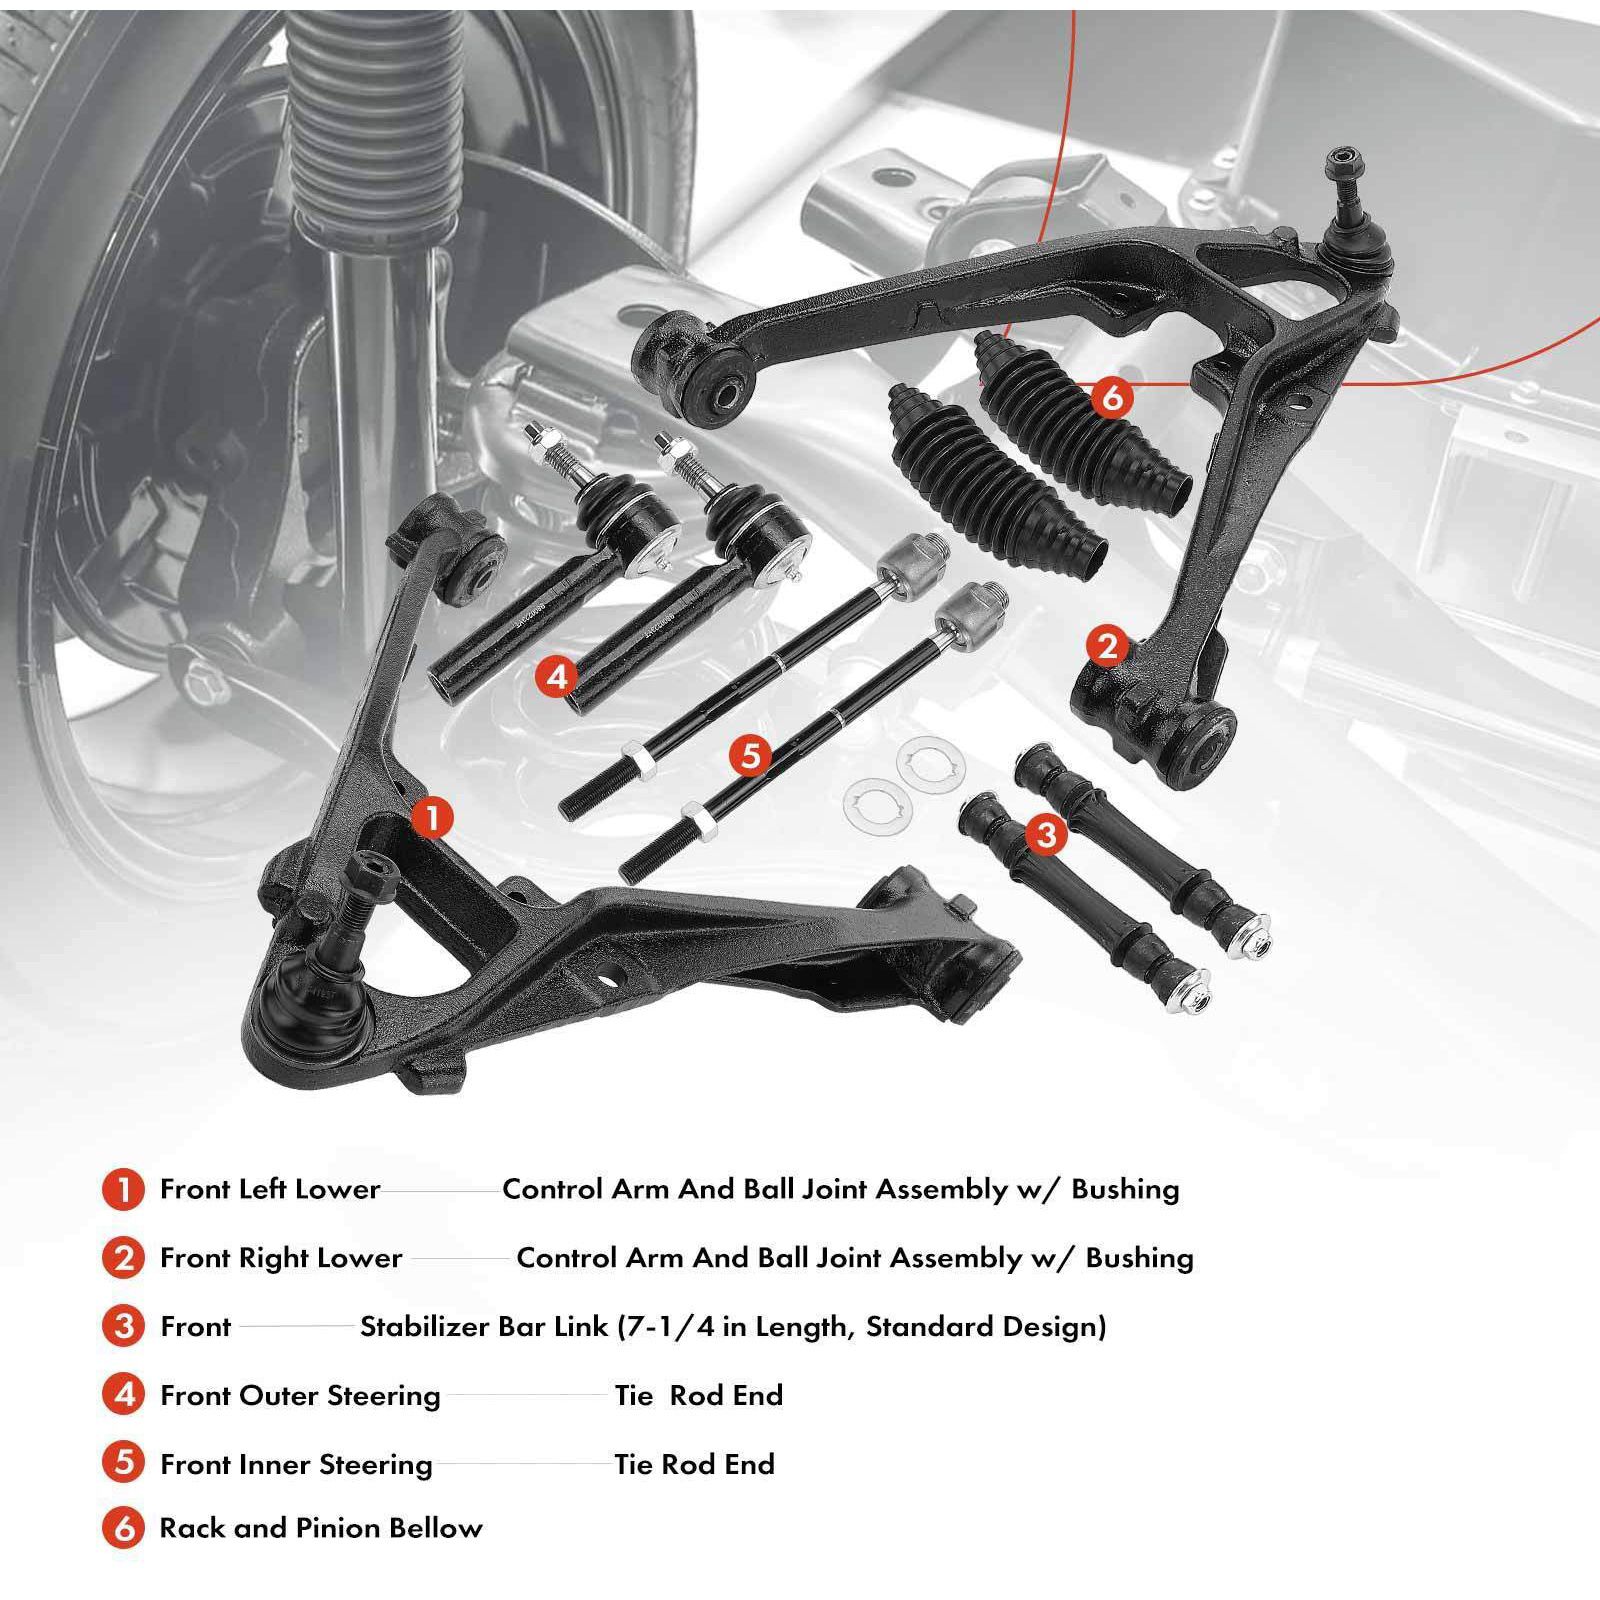 6
2
4
5
1
3
1 Front Left Lower Control Arm And Ball Joint Assembly w/ Bushing
2 Front Right Lower Control Arm And Ball Joint Assembly w/ Bushing
3 Front Stabilizer Bar Link (7-1/4 in Length, Standard Design)
4 Front Outer Steering Tie Rod End
5 Front Inner Steering Tie Rod End
6 Rack and Pinion Bellow